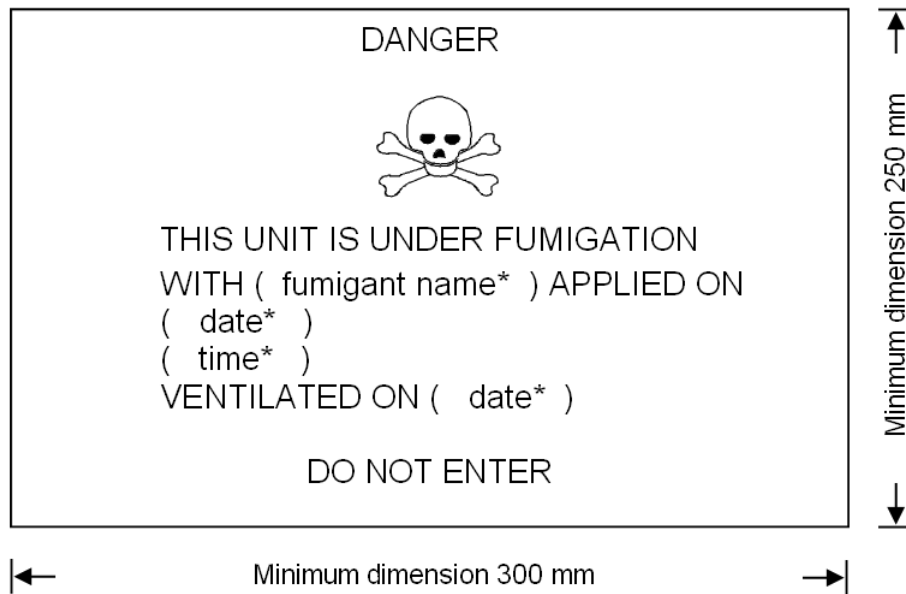 DANGER
THIS UNIT IS UNDER FUMIGATION
WITH ( fumigant name* ) APPLIED ON
( date* )
( time* )
VENTILATED ON ( date* )
DO NOT ENTER
Minimum dimension 250 mm
Minimum dimension 300 mm